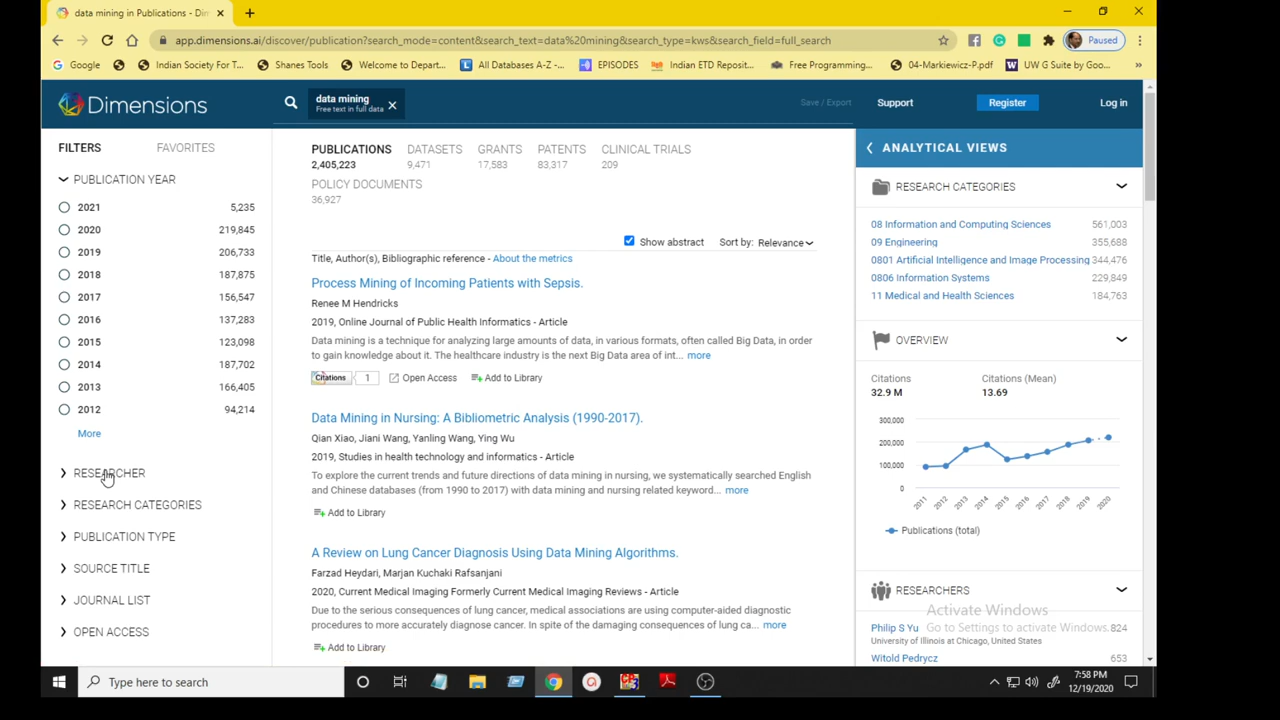 data mining in Publications - Dim
app.dimensions.ai/discover/publication?search_mode=content&search_text=data%20mining&search_type=kws&search_field=full_search
Paused
Google
Indian Society For T...
Shanes Tools
Welcome to Depart...
All Databases A-Z -...
EPISODES
Indian ETD Reposit...
Free Programming...
04-Markiewicz-P.pdf
UW G Suite by Goo...
»
Dimensions
data mining
Free text in full data
Save / Export
Support
Register
Log in
FILTERS
FAVORITES
PUBLICATION YEAR
2021 5,235
2020 219,845
2019 206,733
2018 187,875
2017 156,547
2016 137,283
2015 123,098
2014 187,702
2013 166,405
2012 94,214
More
RESEARCHER
RESEARCH CATEGORIES
PUBLICATION TYPE
SOURCE TITLE
JOURNAL LIST
OPEN ACCESS
PUBLICATIONS DATASETS GRANTS PATENTS CLINICAL TRIALS
2,405,223 9,471 17,583 83,317 209
POLICY DOCUMENTS
36,927
Show abstract Sort by: Relevance
Title, Author(s), Bibliographic reference - About the metrics
Process Mining of Incoming Patients with Sepsis.
Renee M Hendricks
2019, Online Journal of Public Health Informatics - Article
Data mining is a technique for analyzing large amounts of data, in various formats, often called Big Data, in order
to gain knowledge about it. The healthcare industry is the next Big Data area of int... more
Citations 1 Open Access Add to Library
Data Mining in Nursing: A Bibliometric Analysis (1990-2017).
Qian Xiao, Jiani Wang, Yanling Wang, Ying Wu
2019, Studies in health technology and informatics - Article
To explore the current trends and future directions of data mining in nursing, we systematically searched English
and Chinese databases (from 1990 to 2017) with data mining and nursing related keyword... more
Add to Library
A Review on Lung Cancer Diagnosis Using Data Mining Algorithms.
Farzad Heydari, Marjan Kuchaki Rafsanjani
2020, Current Medical Imaging Formerly Current Medical Imaging Reviews - Article
Due to the serious consequences of lung cancer, medical associations are using computer-aided diagnostic
procedures to more accurately diagnose cancer. In spite of the damaging consequences of lung ca... more
Add to Library
ANALYTICAL VIEWS
RESEARCH CATEGORIES
08 Information and Computing Sciences 561,003
09 Engineering 355,688
0801 Artificial Intelligence and Image Processing 344,476
0806 Information Systems 229,849
11 Medical and Health Sciences 184,763
OVERVIEW
Citations Citations (Mean)
32.9 M 13.69
300,000
200,000
100,000
0
2011 2012 2013 2014 2015 2016 2017 2018 2019 2020
Publications (total)
RESEARCHERS
Philip S Yu 824
University of Illinois at Chicago, United States
Witold Pedrycz 653
Activate Windows
Go to Settings to activate Windows.
Type here to search
7:58 PM
12/19/2020